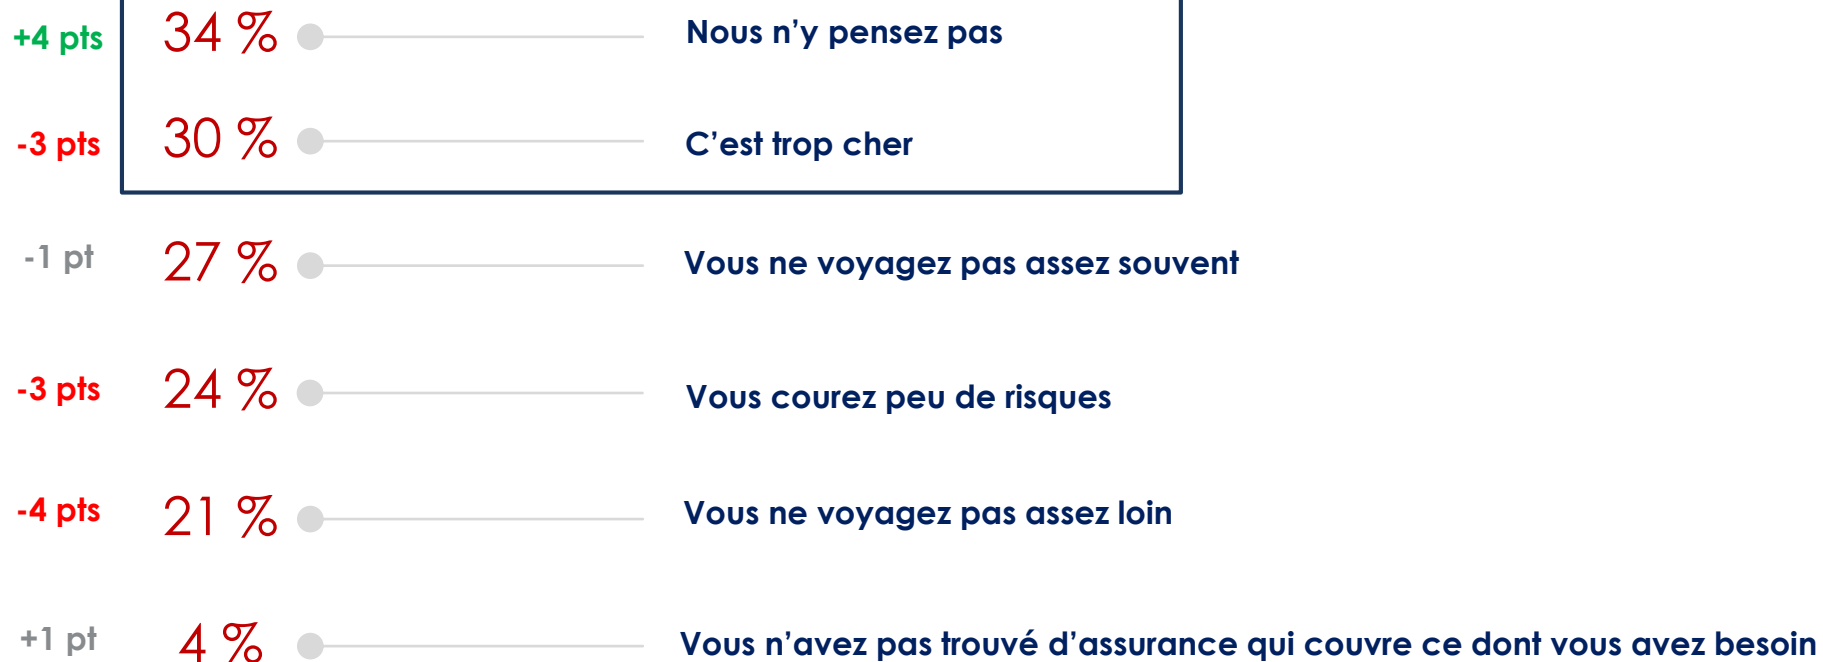 +4 pts 34 % Nous n'y pensez pas
-3 pts 30 % C'est trop cher
-1 pt 27 % Vous ne voyagez pas assez souvent
-3 pts 24 % Vous courez peu de risques
-4 pts 21 % Vous ne voyagez pas assez loin
+1 pt 4 % Vous n'avez pas trouvé d'assurance qui couvre ce dont vous avez besoin